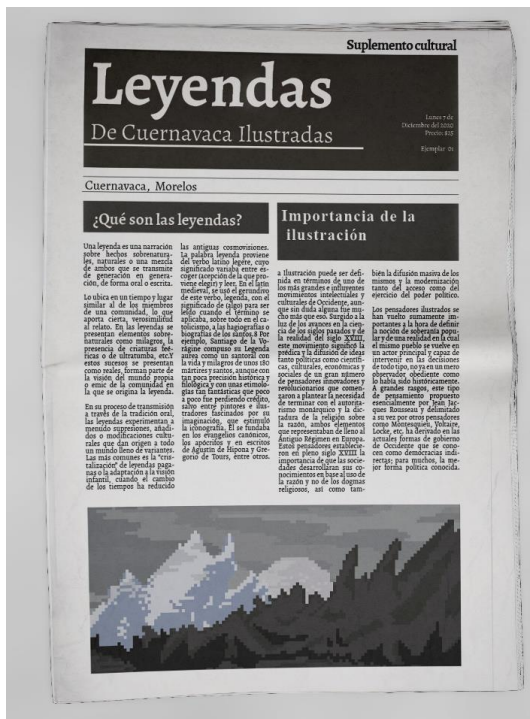 Suplemento cultural
Leyendas
De Cuernavaca Ilustradas
Lunes 7 de
Diciembre del 2020
Precio: $25
Ejemplar 01
Cuernavaca, Morelos
¿Qué son las leyendas?
Una leyenda es una narración
sobre hechos sobrenatura-
les, naturales o una mezcla
de ambos que se transmite
de generación en genera-
ción, de forma oral o escrita.
Lo ubica en un tiempo y lugar
similar al de los miembros
de una comunidad, lo que
aporta cierta, verosimilitud
al relato. En las leyendas se
presentan elementos sobre-
naturales como milagros, la
presencia de criaturas feé-
ricas o de ultratumba, etc.Y
estos sucesos se presentan
como reales, forman parte de
la visión del mundo propia
o émic de la comunidad en
la que se origina la leyenda.
En su proceso de transmisión
a través de la tradición oral,
las leyendas experimentan a
menudo supresiones, añadi-
dos o modificaciones cultu-
rales que dan origen a todo
un mundo lleno de variantes.
Las más comunes es la "cris-
talización" de leyendas paga-
nas o la adaptación a la visión
infantil, cuando el cambio
de los tiempos ha reducido
las antiguas cosmovisiones.
La palabra leyenda proviene
del verbo latino legere, cuyo
significado variaba entre es-
coger (acepción de la que pro-
viene elegir) y leer. En el latín
medieval, se usó el gerundivo
de este verbo, legenda, con el
significado de (algo) para ser
leído cuando el término se
aplicaba, sobre todo en el ca-
tolicismo, a las hagiografías o
biografías de los santos.8 Por
ejemplo, Santiago de la Vo-
rágine compuso su Legenda
aurea como un santoral con
la vida y milagros de unos 180
mártires y santos, aunque con
tan poca precisión histórica y
filológica y con unas etimolo-
gías tan fantásticas que poco
a poco fue perdiendo crédito,
salvo entre pintores e ilus-
tradores fascinados por su
imaginación, que estimuló
la iconografía. Él se fundaba
en los evangelios canónicos,
los apócrifos y en escritos
de Agustín de Hipona y Gre-
gorio de Tours, entre otros.
Importancia de la
ilustración
a Ilustración puede ser defi-
nida en términos de uno de
los más grandes e influyentes
movimientos intelectuales y
culturales de Occidente, aun-
que sin duda alguna fue mu-
cho más que eso. Surgido a la
luz de los avances en la cien-
cia de los siglos pasados y de
la realidad del siglo XVIII,
este movimiento significó la
prédica y la difusión de ideas
tanto políticas como científi-
cas, culturales, económicas y
sociales de un gran número
de pensadores innovadores y
revolucionarios que comen-
zaron a plantear la necesidad
de terminar con el autorita-
rismo monárquico y la dic-
tadura de la religión sobre
la razón, ambos elementos
que representaban de lleno al
Antiguo Régimen en Europa.
Estos pensadores establecie-
ron en pleno siglo XVIII la
importancia de que las socie-
dades desarrollaran sus co-
nocimientos en base al uso de
la razón y no de los dogmas
religiosos, así como tam-
bién la difusión masiva de los
mismos y la modernización
tanto del acceso como del
ejercicio del poder político.
Los pensadores ilustrados se
han vuelto sumamente im-
portantes a la hora de definir
la noción de soberanía popu-
lar y de una realidad en la cual
el mismo pueblo se vuelve en
un actor principal y capaz de
intervenir en las decisiones
de todo tipo, no ya en un mero
observador obediente como
lo había sido históricamente.
A grandes rasgos, este tipo
de pensamiento propuesto
esencialmente por Jean Jac-
ques Rousseau y delimitado
a su vez por otros pensadores
como Montesquieu, Voltaire,
Locke, etc. ha derivado en las
actuales formas de gobierno
de Occidente que se cono-
cen como democracias indi-
rectas; para muchos, la me-
jor forma política conocida.